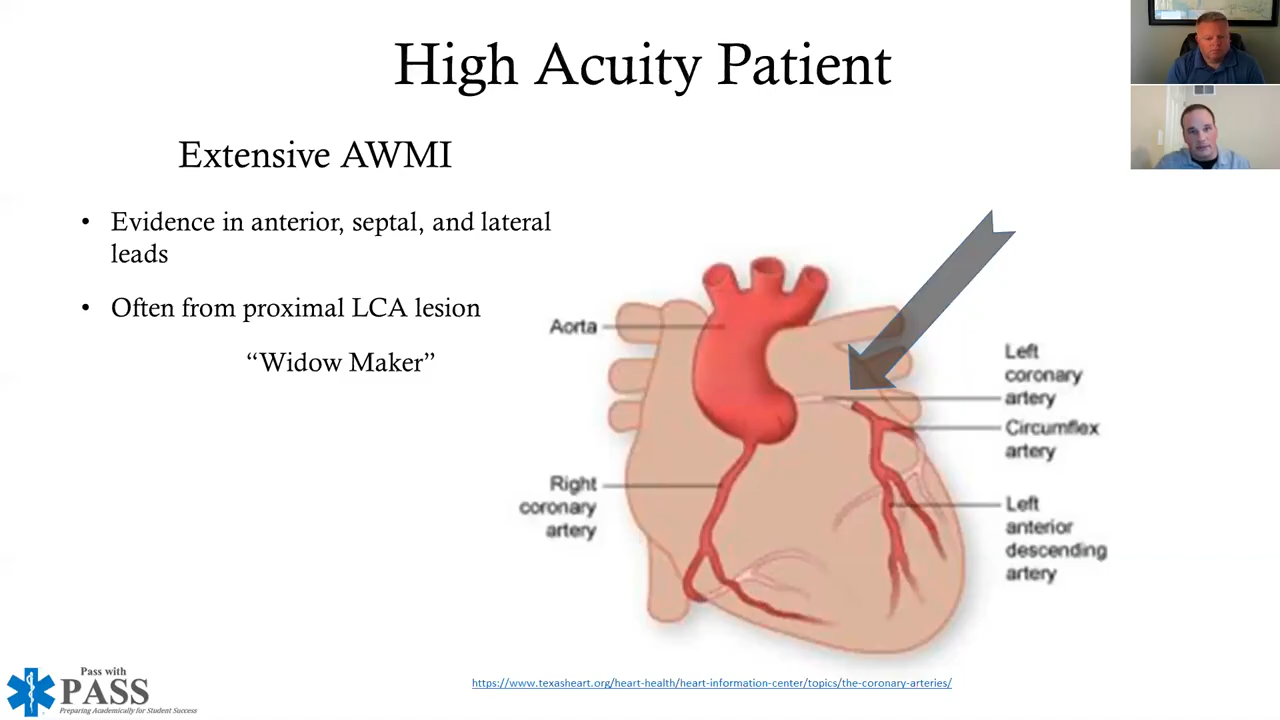 High Acuity Patient
Extensive AWMI
• Evidence in anterior, septal, and lateral
leads
• Often from proximal LCA lesion
“Widow Maker”
Aorta
Right
coronary
artery
Left
coronary
artery
Circumflex
artery
Left
anterior
descending
artery
Pass with
PASS
Preparing Academically for Student Success
https://www.texasheart.org/heart-health/heart-information-center/topics/the-coronary-arteries/